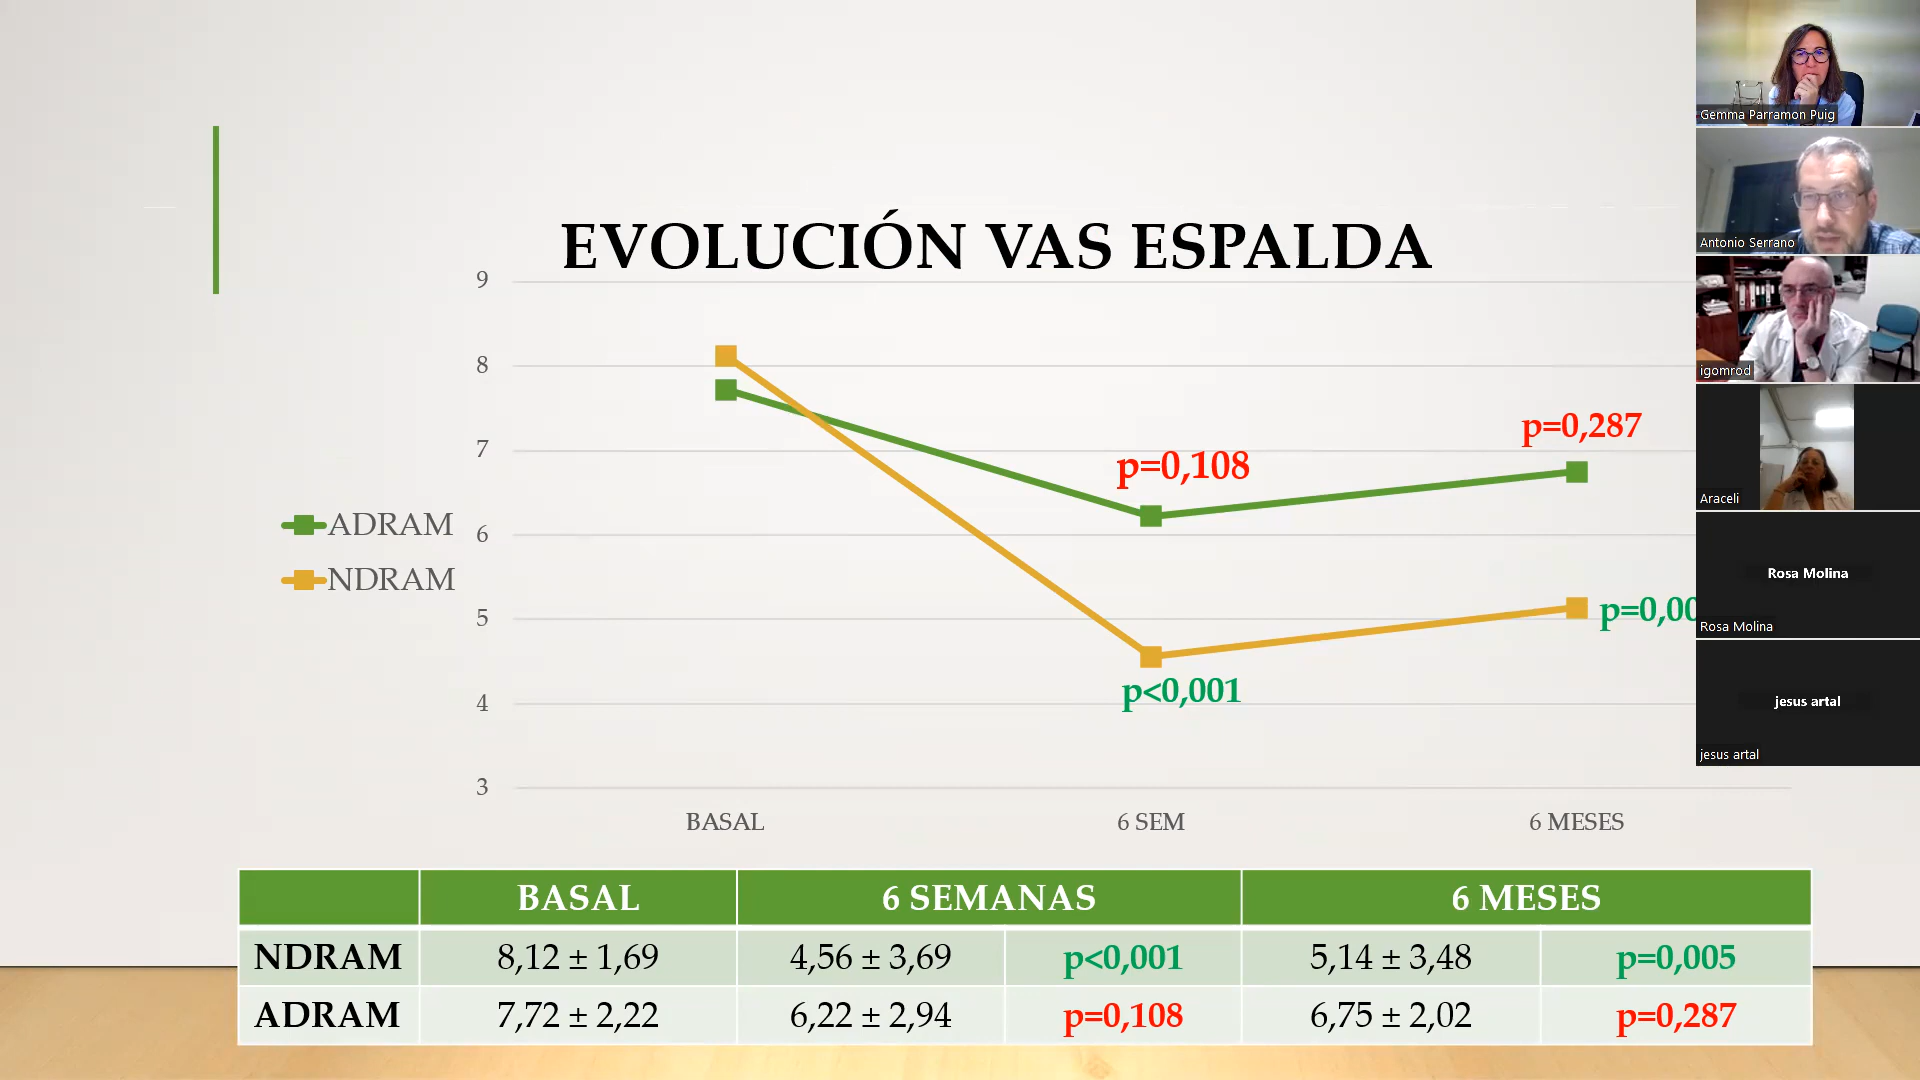 EVOLUCIÓN VAS ESPALDA
9
8
7
6
5
4
3
ADRAM
NDRAM
p=0,108
p=0,287
p<0,001
p=0,00
BASAL
6 SEM
6 MESES
BASAL 6 SEMANAS 6 MESES
NDRAM 8,12 ± 1,69 4,56 ± 3,69 p<0,001 5,14 ± 3,48 p=0,005
ADRAM 7,72 ± 2,22 6,22 ± 2,94 p=0,108 6,75 ± 2,02 p=0,287
Gemma Parramon Puig
Antonio Serrano
igomrod
Araceli
Rosa Molina
Rosa Molina
jesus artal
jesus artal